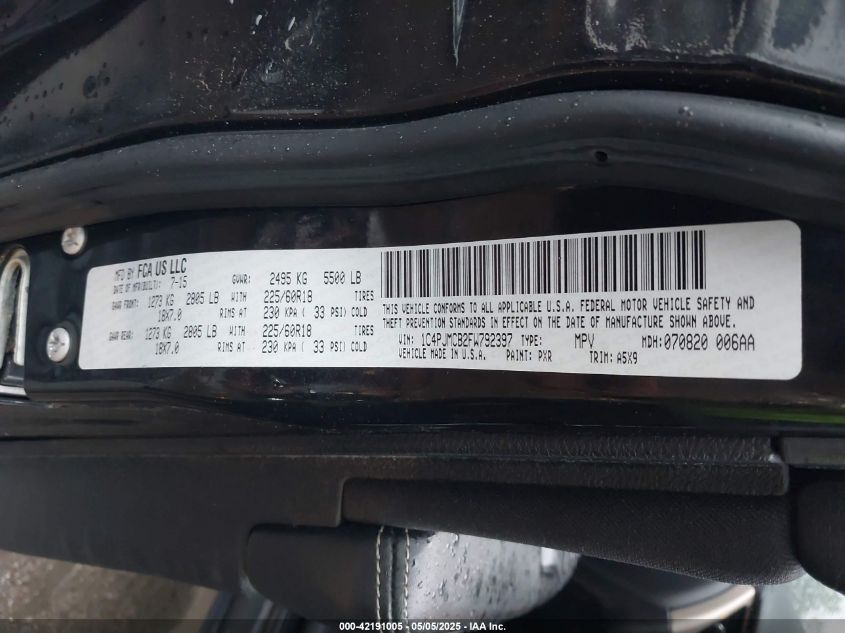 MFD BY FCA US LLC
DATE OF MFR(BUILT): 7-15 GVWR: 2495 KG 5500 LB
GAWR FRONT: 1273 KG 2805 LB WITH 225/60R18 TIRES
18X7.0 RIMS AT 230 KPA ( 33 PSI) COLD
GAWR REAR: 1273 KG 2805 LB WITH 225/60R18 TIRES
18X7.0 RIMS AT 230 KPA ( 33 PSI) COLD
THIS VEHICLE CONFORMS TO ALL APPLICABLE U.S.A. FEDERAL MOTOR VEHICLE SAFETY AND
THEFT PREVENTION STANDARDS IN EFFECT ON THE DATE OF MANUFACTURE SHOWN ABOVE.
VIN: 1C4PJMCB2FW792397 TYPE: MPV MDH:070820 006AA
VEHICLE MADE IN U.S.A. PAINT: PXR TRIM: A5X9
000-42191005 - 05/05/2025 - IAA Inc.